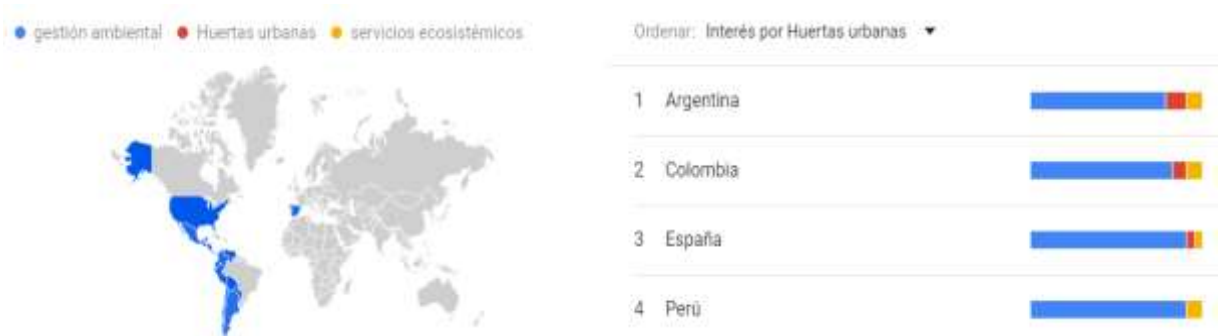 gestión ambiental Huertas urbanas servicios ecosistémicos
Ordenar: Interés por Huertas urbanas
1 Argentina
2 Colombia
3 España
4 Perú